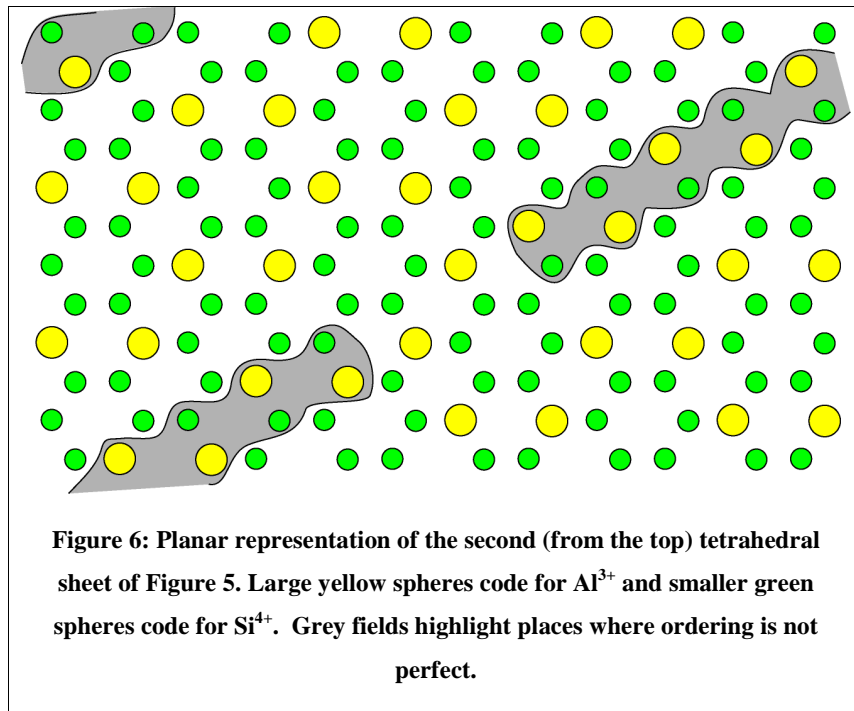 Figure 6: Planar representation of the second (from the top) tetrahedral
sheet of Figure 5. Large yellow spheres code for Al³⁺ and smaller green
spheres code for Si⁴⁺.  Grey fields highlight places where ordering is not
perfect.